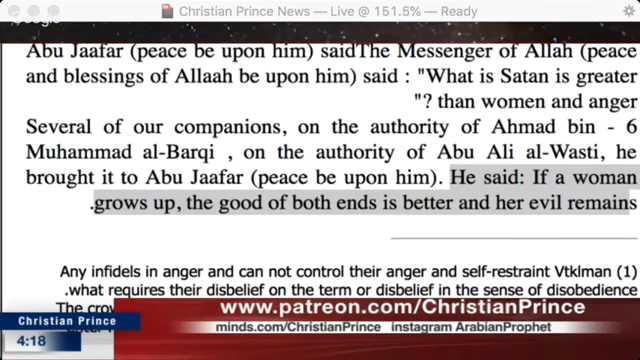 Christian Prince News — Live @ 151.5% — Ready
Abu Jaafar (peace be upon him) saidThe Messenger of Allah (peace
and blessings of Allaah be upon him) said : "What is Satan is greater
"? than women and anger
Several of our companions, on the authority of Ahmad bin - 6
Muhammad al-Barqi , on the authority of Abu Ali al-Wasti, he
brought it to Abu Jaafar (peace be upon him). He said: If a woman
.grows up, the good of both ends is better and her evil remains
Any infidels in anger and can not control their anger and self-restraint Vtklman (1)
.what requires their disbelief on the term or disbelief in the sense of disobedience
The
www.patreon.com/ChristianPrince
Christian Prince
minds.com/ChristianPrince instagram ArabianProphet
4:18